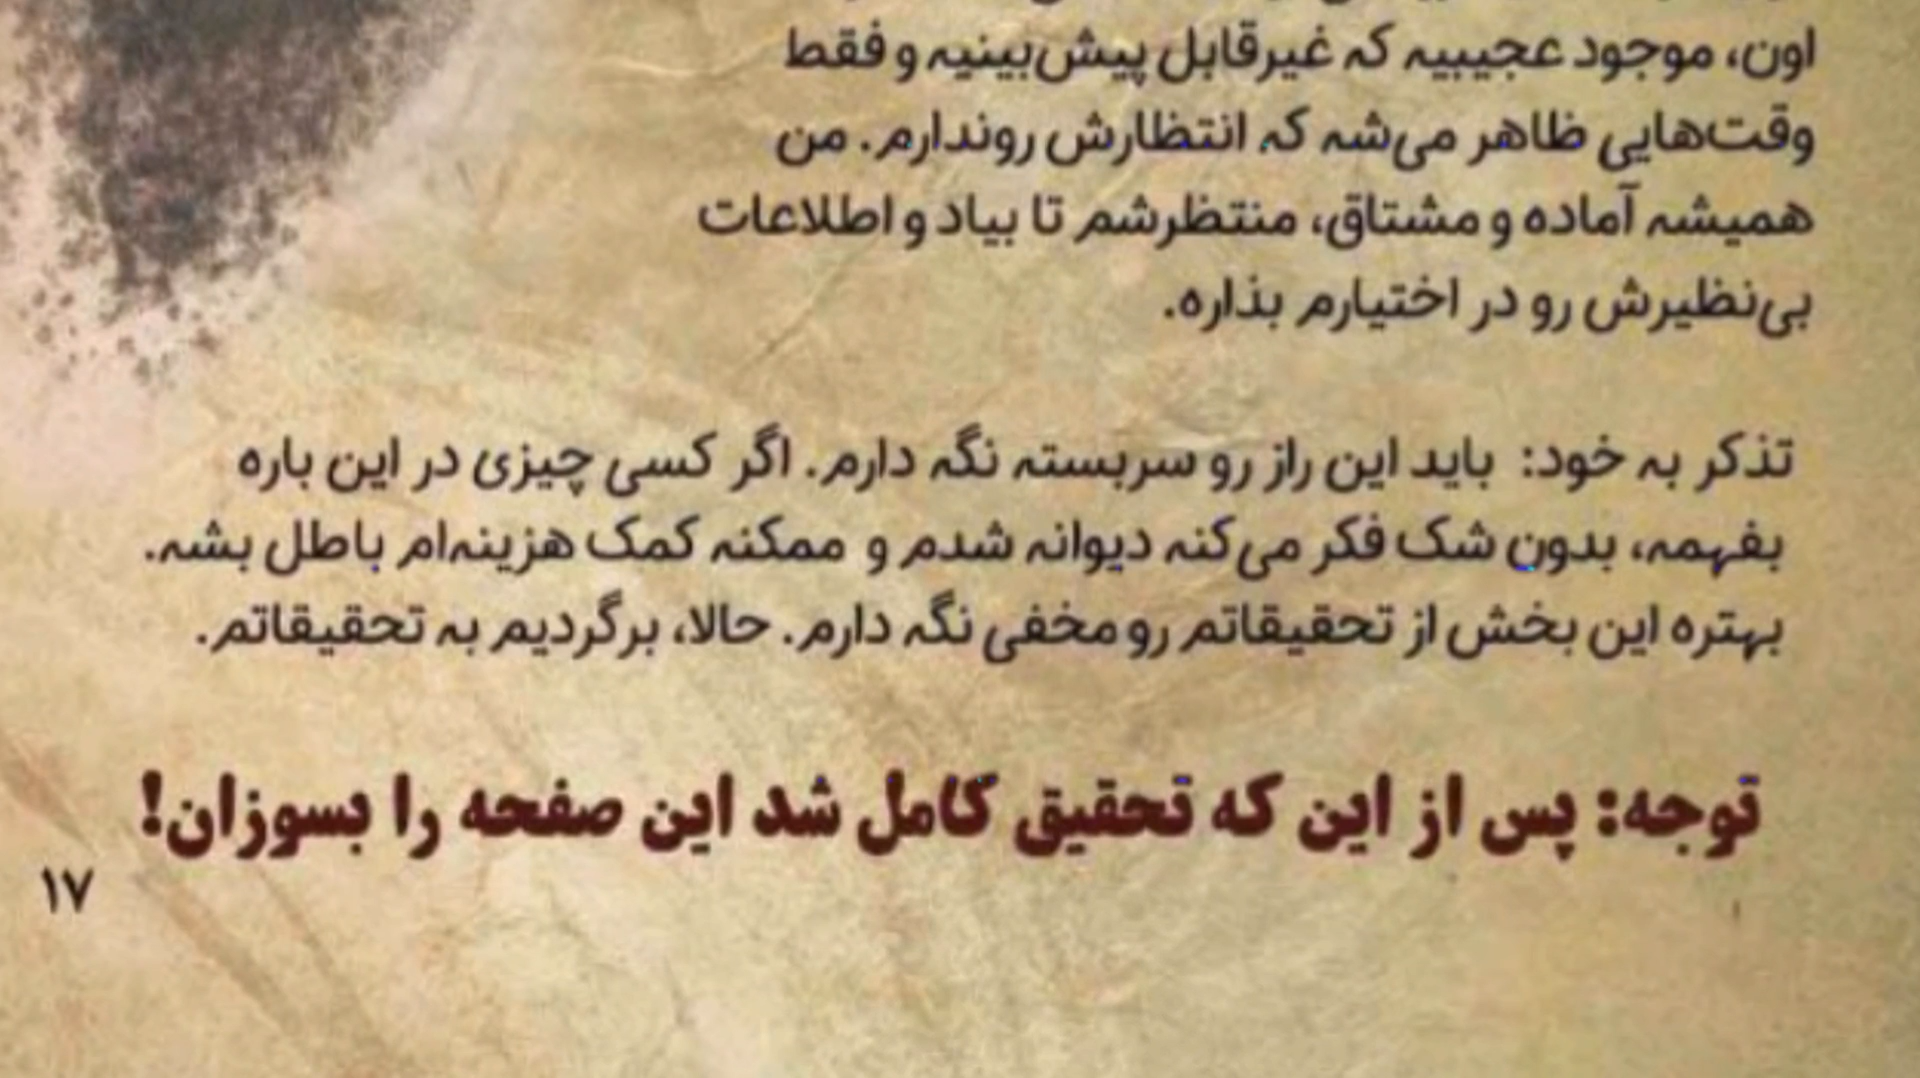 اون، موجود عجیبیه که غیرقابل پیش‌بینیه و فقط
وقت‌هایی ظاهر می‌شه که انتظارش روندارم. من
همیشه آماده و مشتاق، منتظرشم تا بیاد و اطلاعات
بی‌نظیرش رو در اختیارم بذاره.
تذکر به خود: باید این راز رو سربسته نگه دارم. اگر کسی چیزی در این باره
بفهمه، بدون شک فکر می‌کنه دیوانه شدم و ممکنه کمک هزینه‌ام باطل بشه.
بهتره این بخش از تحقیقاتم رو مخفی نگه دارم. حالا، برگردیم به تحقیقاتم.
توجه: پس از این که تحقیق کامل شد این صفحه را بسوزان!
۱۷